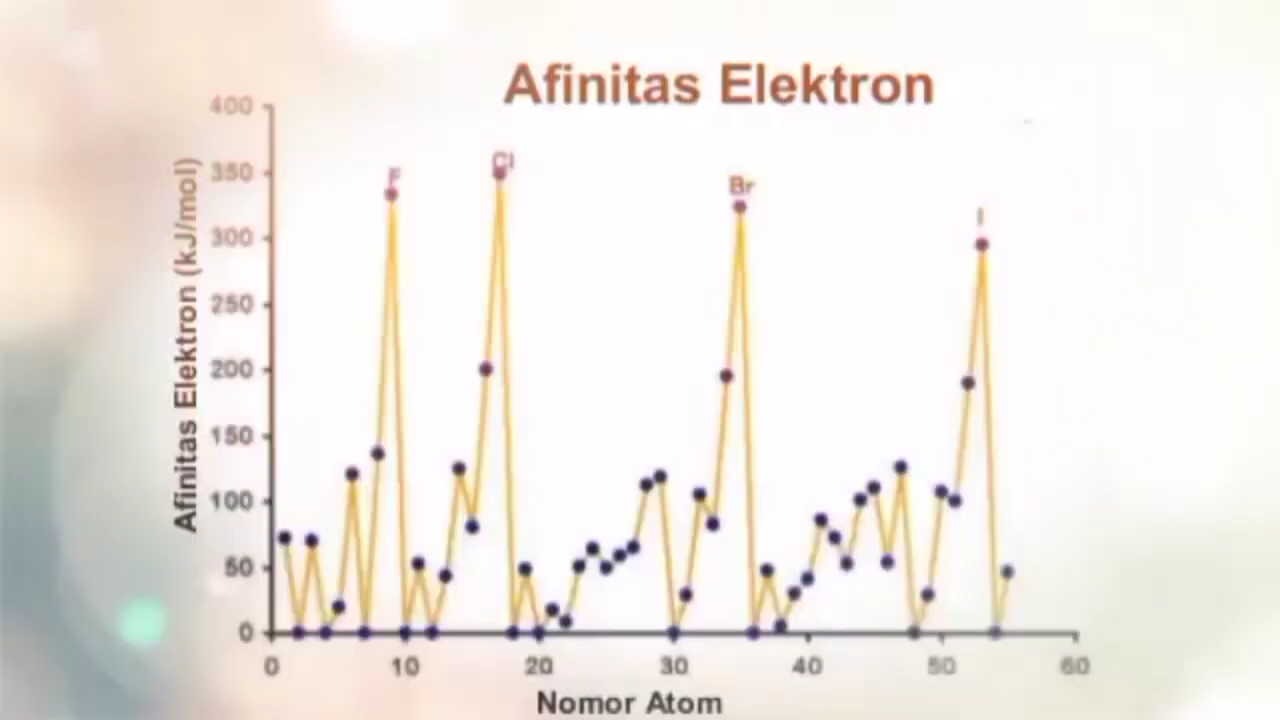 Afinitas Elektron
Afinitas Elektron (kJ/mol)
400
350
300
250
200
150
100
50
0
F
Cl
Br
I
0 10 20 30 40 50 60
Nomor Atom